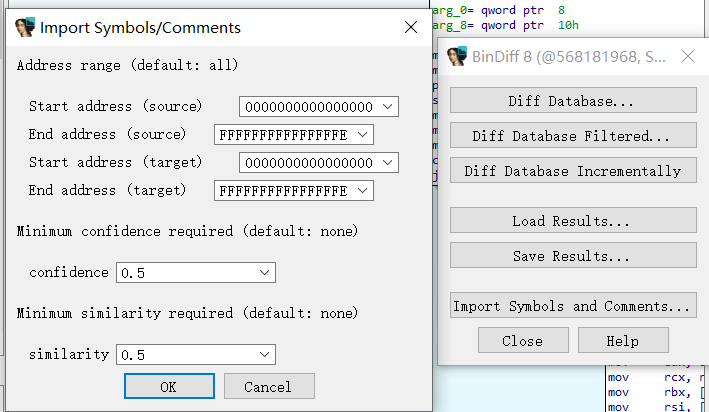 arg_0= qword ptr  8
arg_8= qword ptr  10h
Import Symbols/Comments
Address range (default: all)
Start address (source) 0000000000000000
End address (source) FFFFFFFFFFFFFFFE
Start address (target) 0000000000000000
End address (target) FFFFFFFFFFFFFFFE
Minimum confidence required (default: none)
confidence 0.5
Minimum similarity required (default: none)
similarity 0.5
OK Cancel
BinDiff 8 (@568181968, S...
Diff Database...
Diff Database Filtered...
Diff Database Incrementally
Load Results...
Save Results...
Import Symbols and Comments...
Close Help
mov rcx,
mov rbx, [
mov rsi, [